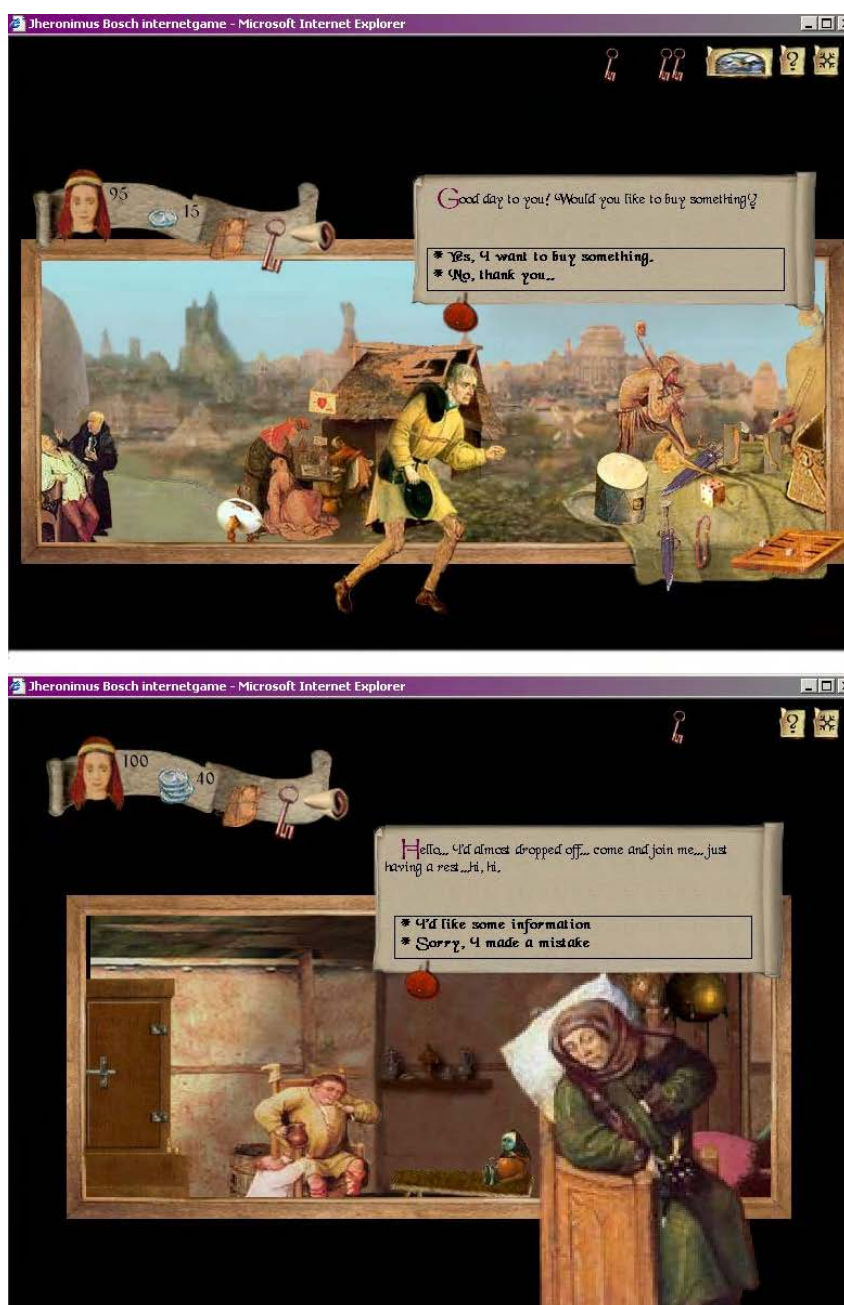 Jheronimus Bosch internetgame - Microsoft Internet Explorer
?
95
15
Good day to you! Would you like to buy something?
* Yes, I want to buy something.
* No, thank you..
Jheronimus Bosch internetgame - Microsoft Internet Explorer
?
100
40
Hello... I'd almost dropped off... come and join me... just
having a rest...hi, hi.
* I'd like some information
* Sorry, I made a mistake